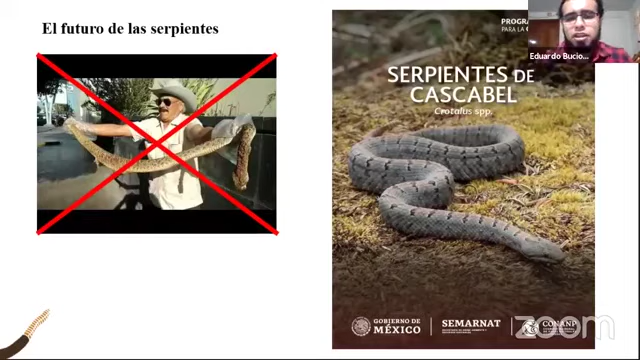 El futuro de las serpientes
PROGRA
PARA LA
Eduardo Bucio...
SERPIENTES DE
CASCABEL
Crotalus spp.
GOBIERNO DE
MÉXICO
SEMARNAT
CONANP
zoom